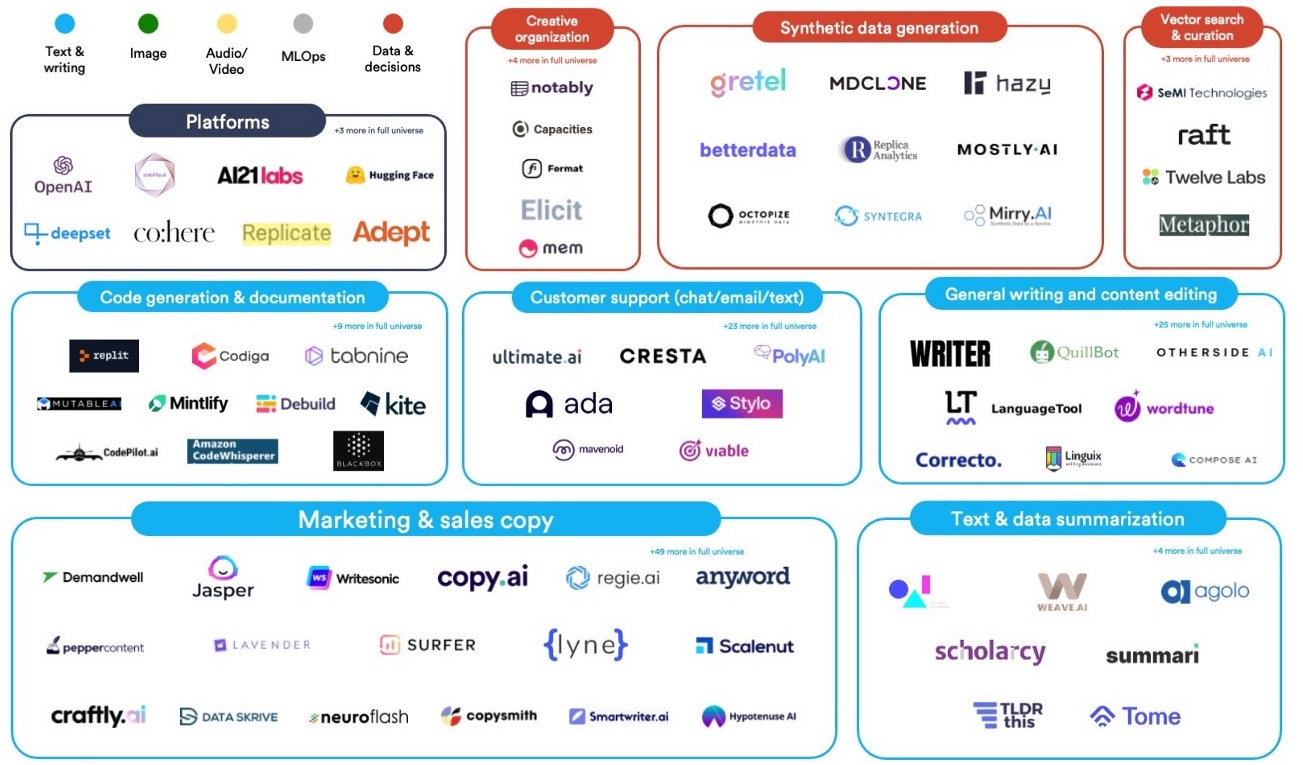 Text &
writing
Image
Audio/
Video
MLOps
Data &
decisions
Platforms
+3 more in full universe
OpenAI
stability.ai
AI21labs
Hugging Face
deepset
co:here
Replicate
Adept
Creative
organization
+4 more in full universe
notably
Capacities
Fermat
Elicit
mem
Synthetic data generation
gretel
MDCLONE
hazy
betterdata
R Replica
Analytics
MOSTLY·AI
OCTOPIZE
SYNTEGRA
Mirry.AI
Synthetic Data as a Service
Vector search
& curation
+3 more in full universe
SeMI Technologies
raft
Twelve Labs
Metaphor
Code generation & documentation
+9 more in full universe
replit
Codiga
tabnine
MUTABLEAI
Mintlify
Debuild
kite
CodePilot.ai
Amazon
CodeWhisperer
BLACKBOX
Customer support (chat/email/text)
+23 more in full universe
ultimate.ai
CRESTA
PolyAI
ada
Stylo
mavenoid
viable
General writing and content editing
+25 more in full universe
WRITER
QuillBot
OTHERSIDE AI
LT LanguageTool
wordtune
Correcto.
Linguix
COMPOSE AI
Marketing & sales copy
+49 more in full universe
Demandwell
Jasper
WS Writesonic
copy.ai
regie.ai
anyword
peppercontent
LAVENDER
SURFER
{lyne}
Scalenut
craftly.ai
DATA SKRIVE
neuroflash
copysmith
Smartwriter.ai
Hypotenuse AI
Text & data summarization
+4 more in full universe
WEAVE.AI
agolo
scholarcy
summari
TLDR
this
Tome